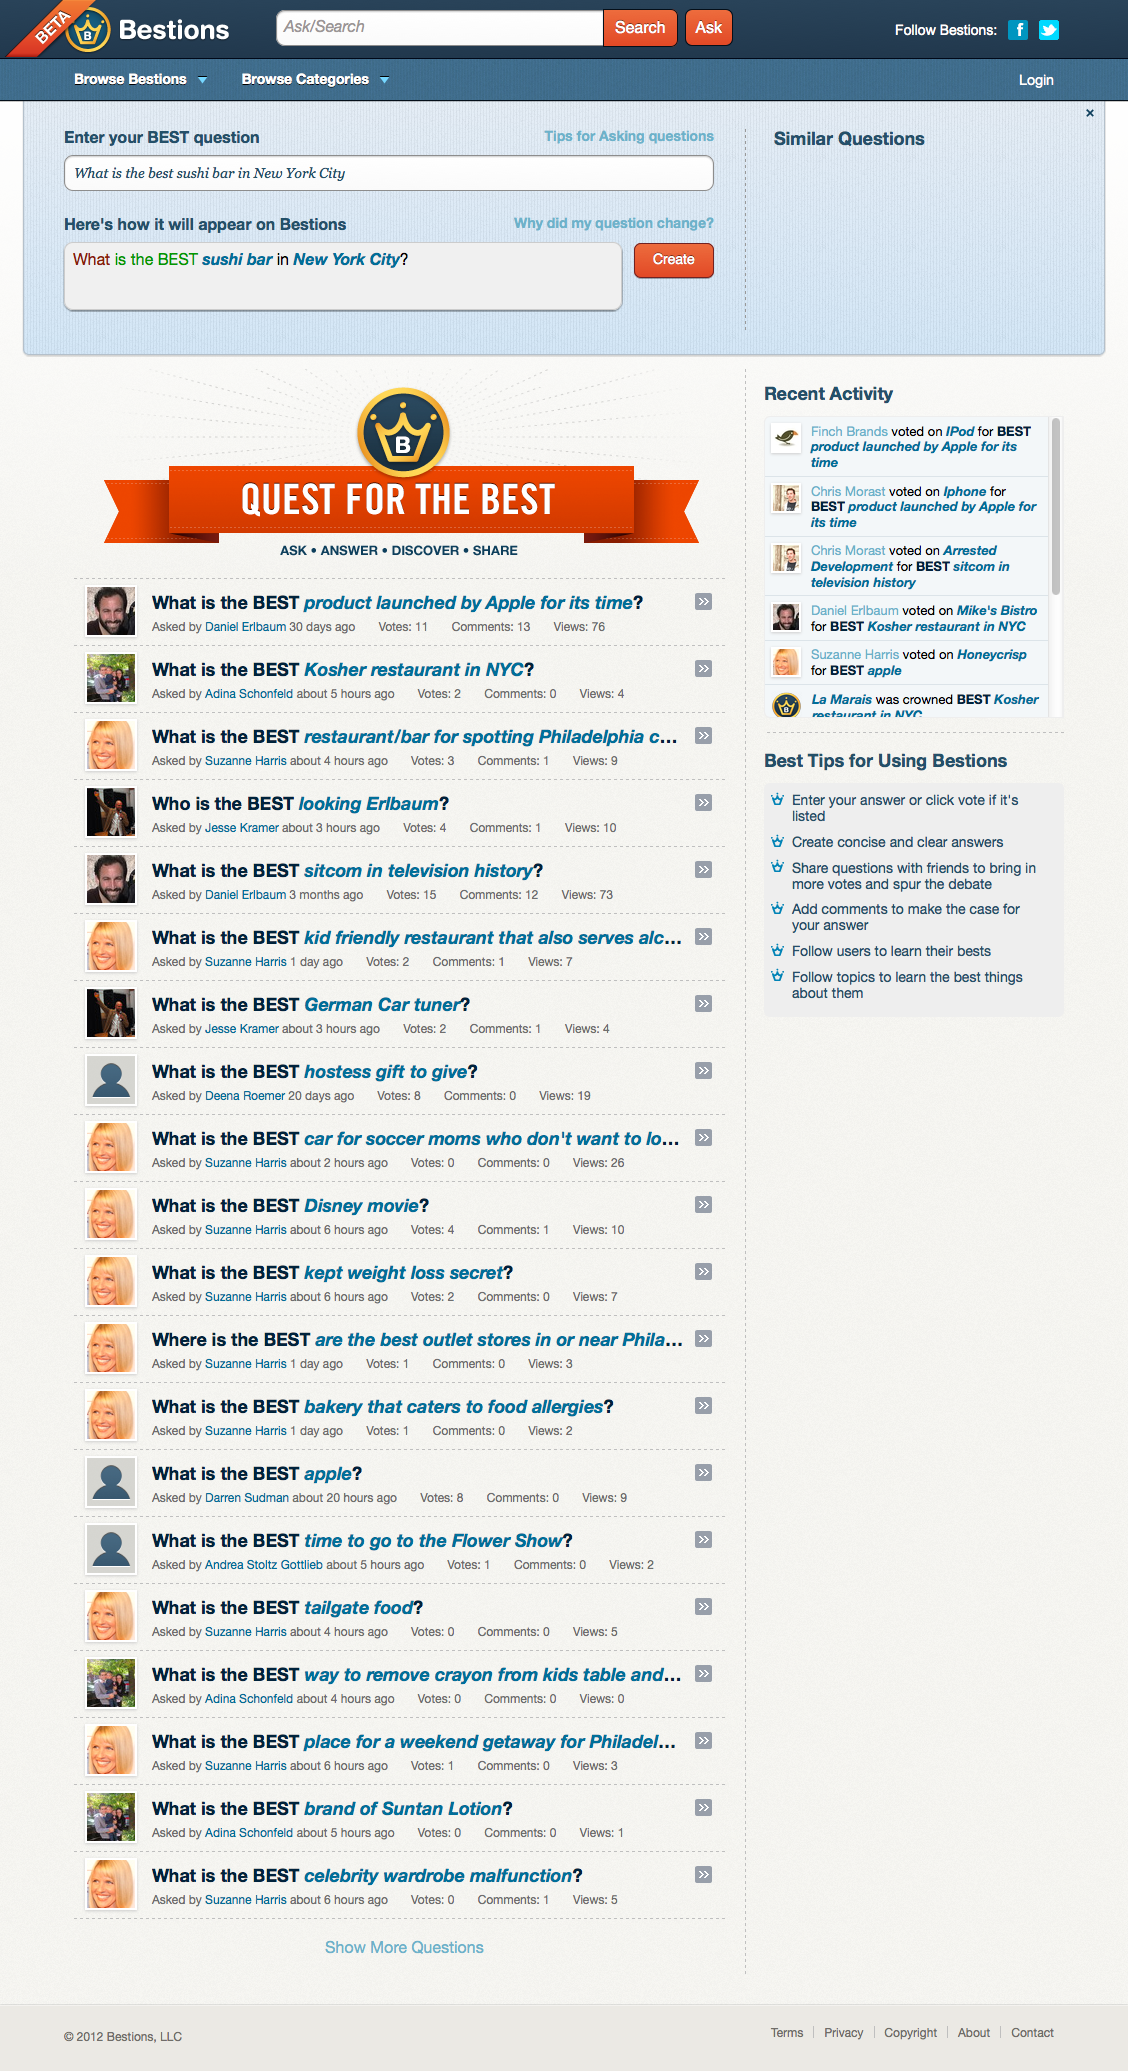 BETA
B
Bestions
Ask/Search
Search
Ask
Follow Bestions:
f
Browse Bestions
Browse Categories
Login
×
Enter your BEST question
Tips for Asking questions
What is the best sushi bar in New York City
Here's how it will appear on Bestions
Why did my question change?
What is the BEST sushi bar in New York City?
Create
Similar Questions
B
QUEST FOR THE BEST
ASK • ANSWER • DISCOVER • SHARE
What is the BEST product launched by Apple for its time?
Asked by Daniel Erlbaum 30 days ago Votes: 11 Comments: 13 Views: 76
What is the BEST Kosher restaurant in NYC?
Asked by Adina Schonfeld about 5 hours ago Votes: 2 Comments: 0 Views: 4
What is the BEST restaurant/bar for spotting Philadelphia c...
Asked by Suzanne Harris about 4 hours ago Votes: 3 Comments: 1 Views: 9
Who is the BEST looking Erlbaum?
Asked by Jesse Kramer about 3 hours ago Votes: 4 Comments: 1 Views: 10
What is the BEST sitcom in television history?
Asked by Daniel Erlbaum 3 months ago Votes: 15 Comments: 12 Views: 73
What is the BEST kid friendly restaurant that also serves alc...
Asked by Suzanne Harris 1 day ago Votes: 2 Comments: 1 Views: 7
What is the BEST German Car tuner?
Asked by Jesse Kramer about 3 hours ago Votes: 2 Comments: 1 Views: 4
What is the BEST hostess gift to give?
Asked by Deena Roemer 20 days ago Votes: 8 Comments: 0 Views: 19
What is the BEST car for soccer moms who don't want to lo...
Asked by Suzanne Harris about 2 hours ago Votes: 0 Comments: 0 Views: 26
What is the BEST Disney movie?
Asked by Suzanne Harris about 6 hours ago Votes: 4 Comments: 1 Views: 10
What is the BEST kept weight loss secret?
Asked by Suzanne Harris about 6 hours ago Votes: 2 Comments: 0 Views: 7
Where is the BEST are the best outlet stores in or near Phila...
Asked by Suzanne Harris 1 day ago Votes: 1 Comments: 0 Views: 3
What is the BEST bakery that caters to food allergies?
Asked by Suzanne Harris 1 day ago Votes: 1 Comments: 0 Views: 2
What is the BEST apple?
Asked by Darren Sudman about 20 hours ago Votes: 8 Comments: 0 Views: 9
What is the BEST time to go to the Flower Show?
Asked by Andrea Stoltz Gottlieb about 5 hours ago Votes: 1 Comments: 0 Views: 2
What is the BEST tailgate food?
Asked by Suzanne Harris about 4 hours ago Votes: 0 Comments: 0 Views: 5
What is the BEST way to remove crayon from kids table and...
Asked by Adina Schonfeld about 4 hours ago Votes: 0 Comments: 0 Views: 0
What is the BEST place for a weekend getaway for Philadel...
Asked by Suzanne Harris about 6 hours ago Votes: 1 Comments: 0 Views: 3
What is the BEST brand of Suntan Lotion?
Asked by Adina Schonfeld about 5 hours ago Votes: 0 Comments: 0 Views: 1
What is the BEST celebrity wardrobe malfunction?
Asked by Suzanne Harris about 6 hours ago Votes: 0 Comments: 1 Views: 5
Show More Questions
Recent Activity
Finch Brands voted on IPod for BEST
product launched by Apple for its
time
Chris Morast voted on Iphone for
BEST product launched by Apple for
its time
Chris Morast voted on Arrested
Development for BEST sitcom in
television history
Daniel Erlbaum voted on Mike's Bistro
for BEST Kosher restaurant in NYC
Suzanne Harris voted on Honeycrisp
for BEST apple
B
La Marais was crowned BEST Kosher
restaurant in NYC
Best Tips for Using Bestions
Enter your answer or click vote if it's
listed
Create concise and clear answers
Share questions with friends to bring in
more votes and spur the debate
Add comments to make the case for
your answer
Follow users to learn their bests
Follow topics to learn the best things
about them
© 2012 Bestions, LLC
Terms
Privacy
Copyright
About
Contact